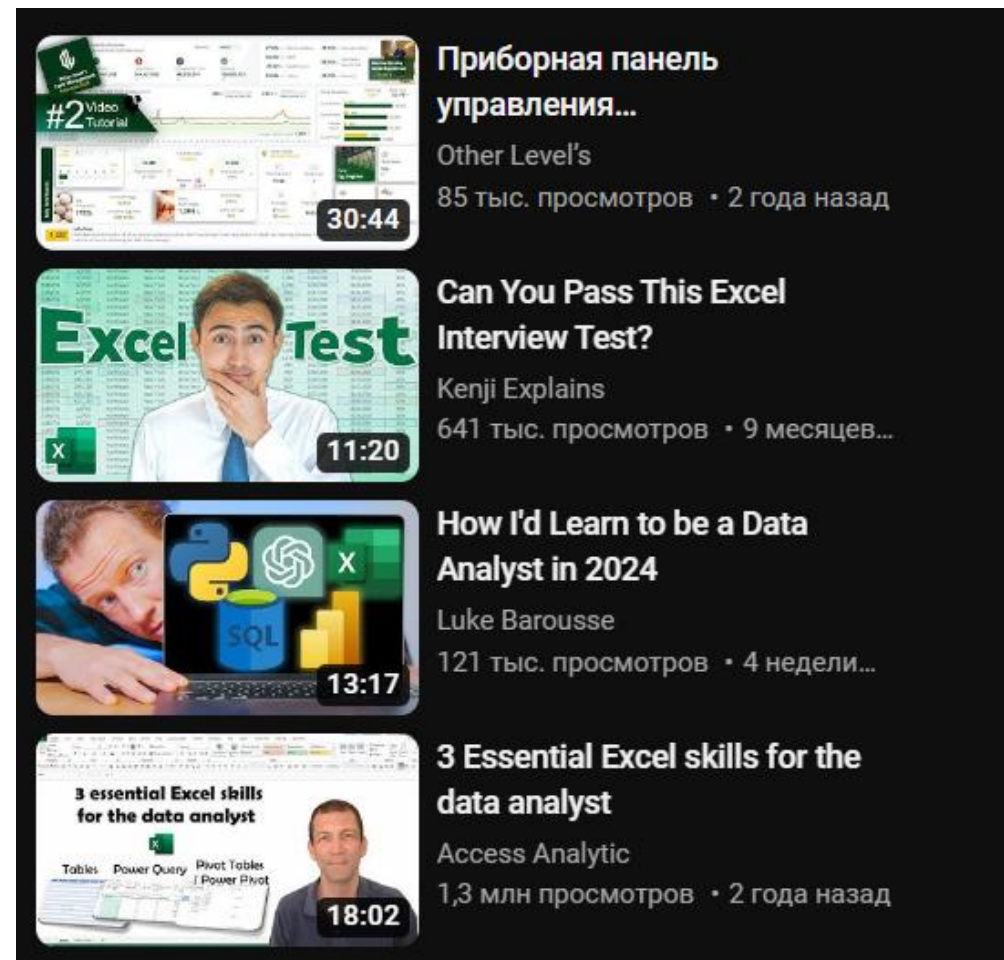 #2 Video
Tutorial
30:44
Приборная панель
управления...
Other Level's
85 тыс. просмотров • 2 года назад
Excel Test
X
11:20
Can You Pass This Excel
Interview Test?
Kenji Explains
641 тыс. просмотров • 9 месяцев...
X
SQL
13:17
How I'd Learn to be a Data
Analyst in 2024
Luke Barousse
121 тыс. просмотров • 4 недели...
3 essential Excel skills
for the data analyst
Tables Power Query Pivot Tables
/ Power Pivot
18:02
3 Essential Excel skills for the
data analyst
Access Analytic
1,3 млн просмотров • 2 года назад